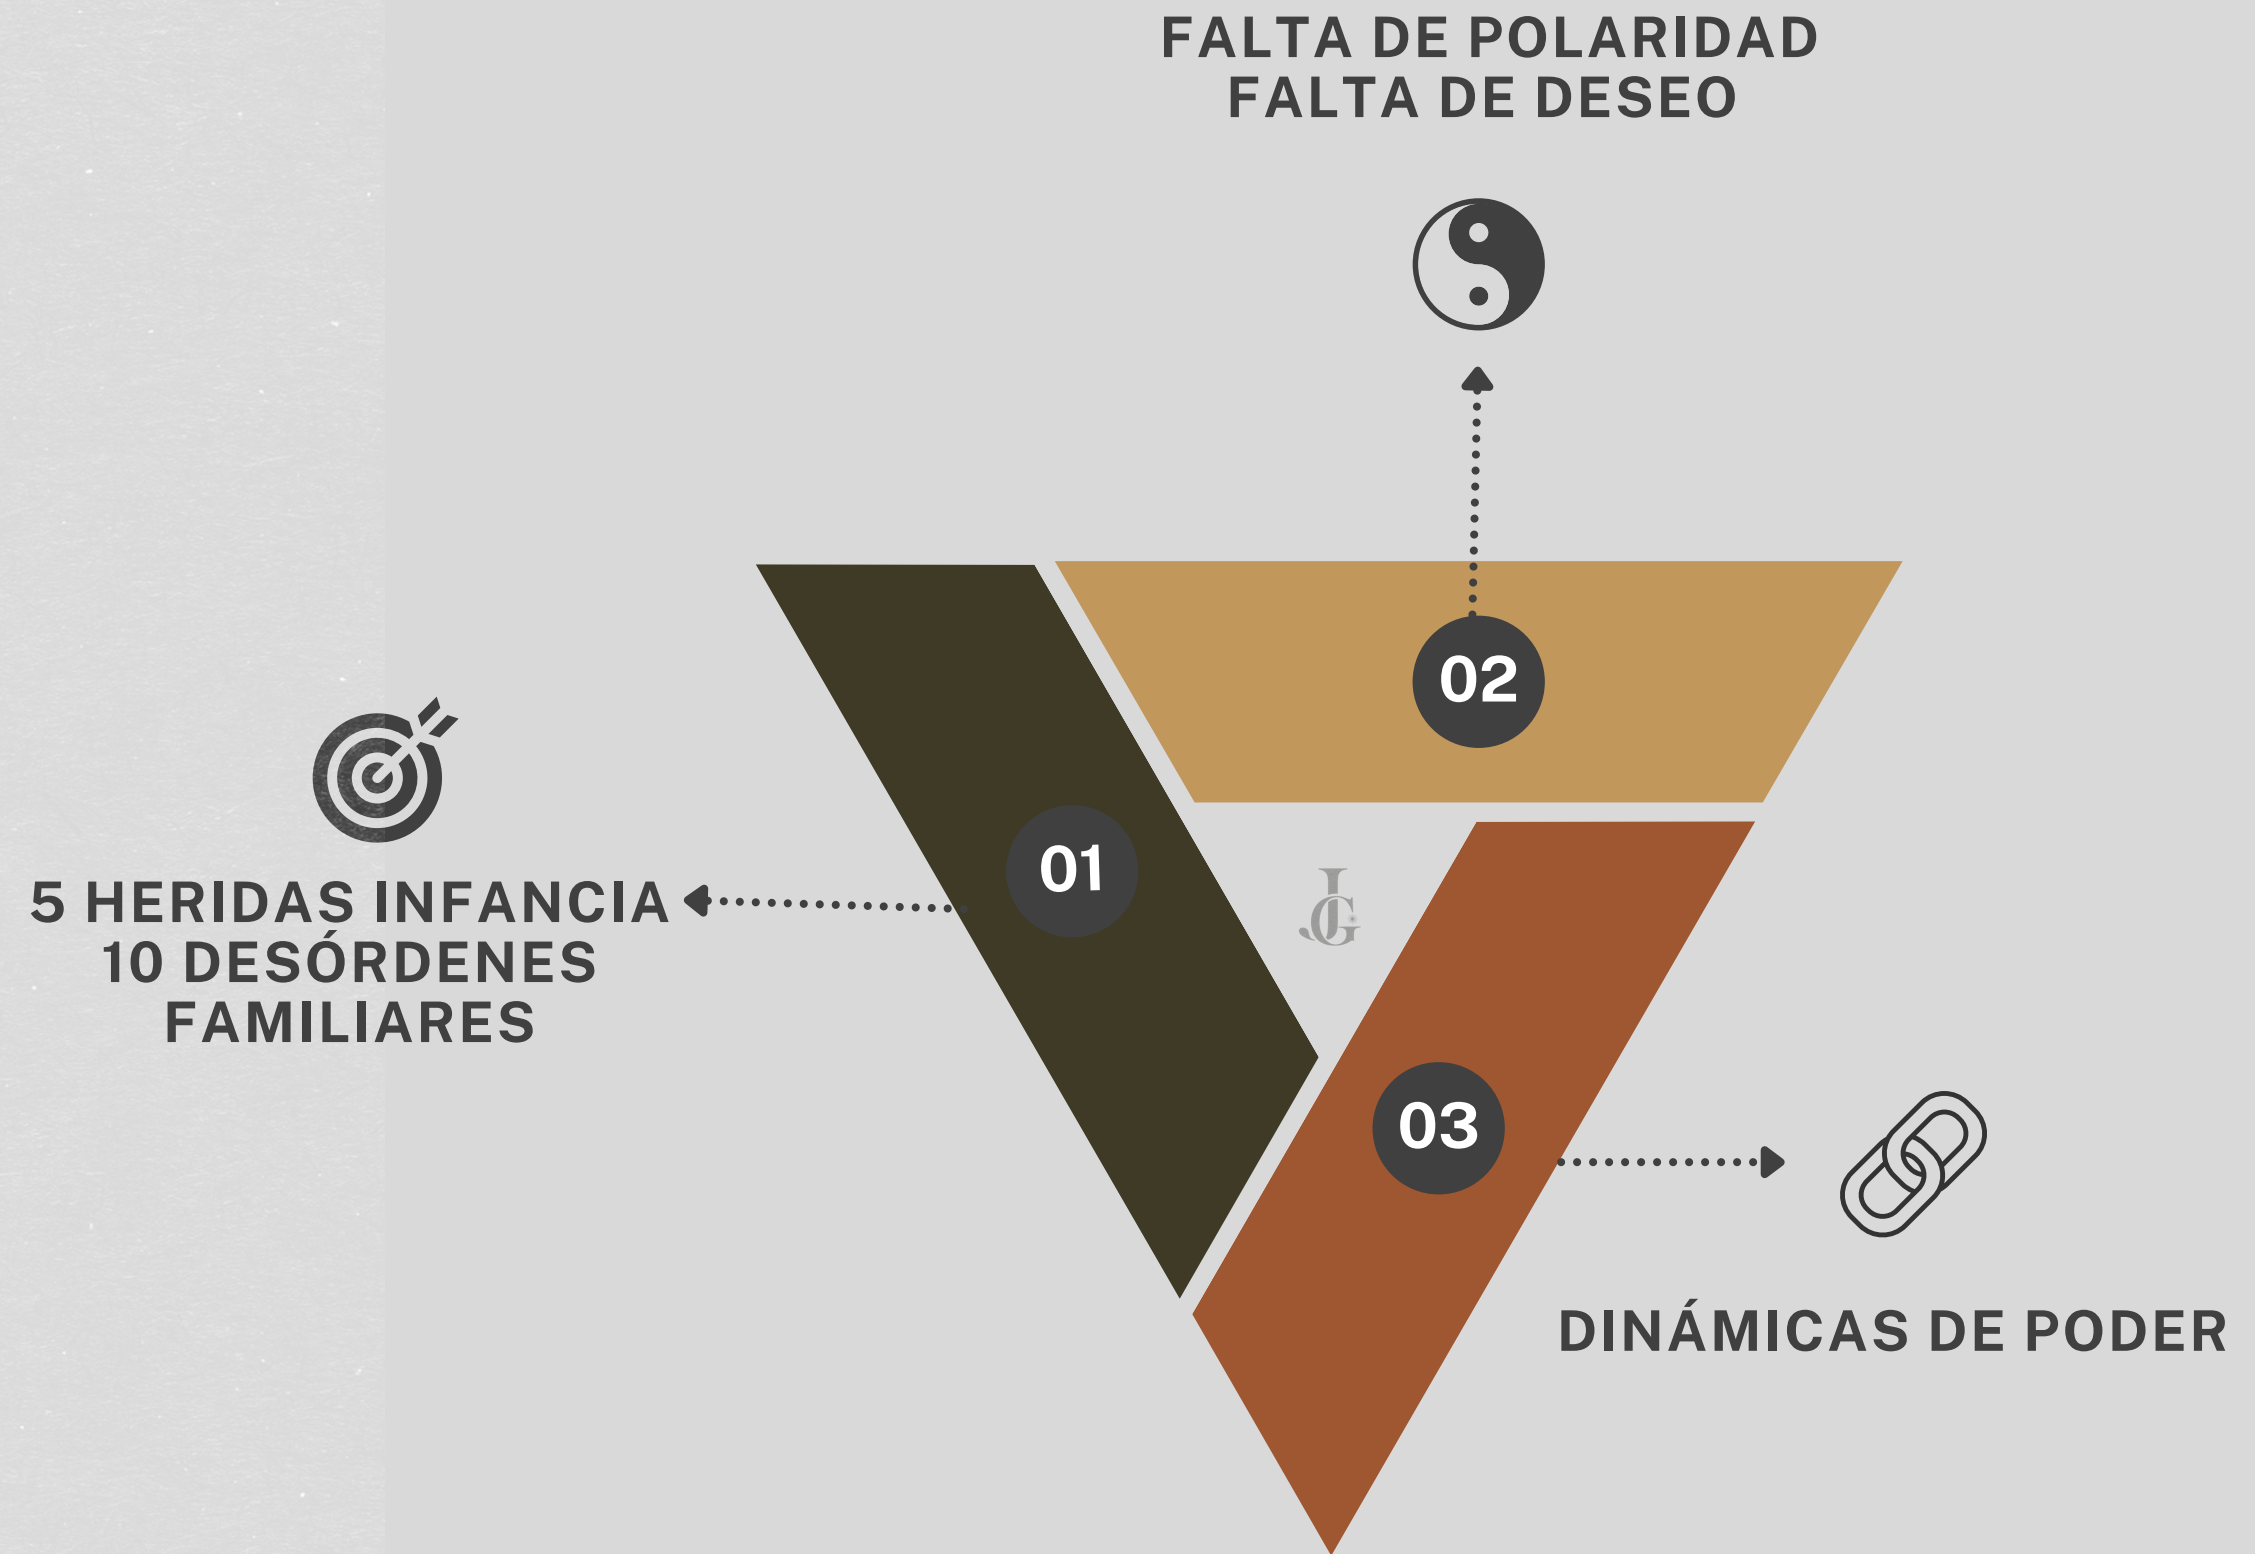 FALTA DE POLARIDAD
FALTA DE DESEO
02
01
5 HERIDAS INFANCIA
10 DESÓRDENES
FAMILIARES
03
DINÁMICAS DE PODER